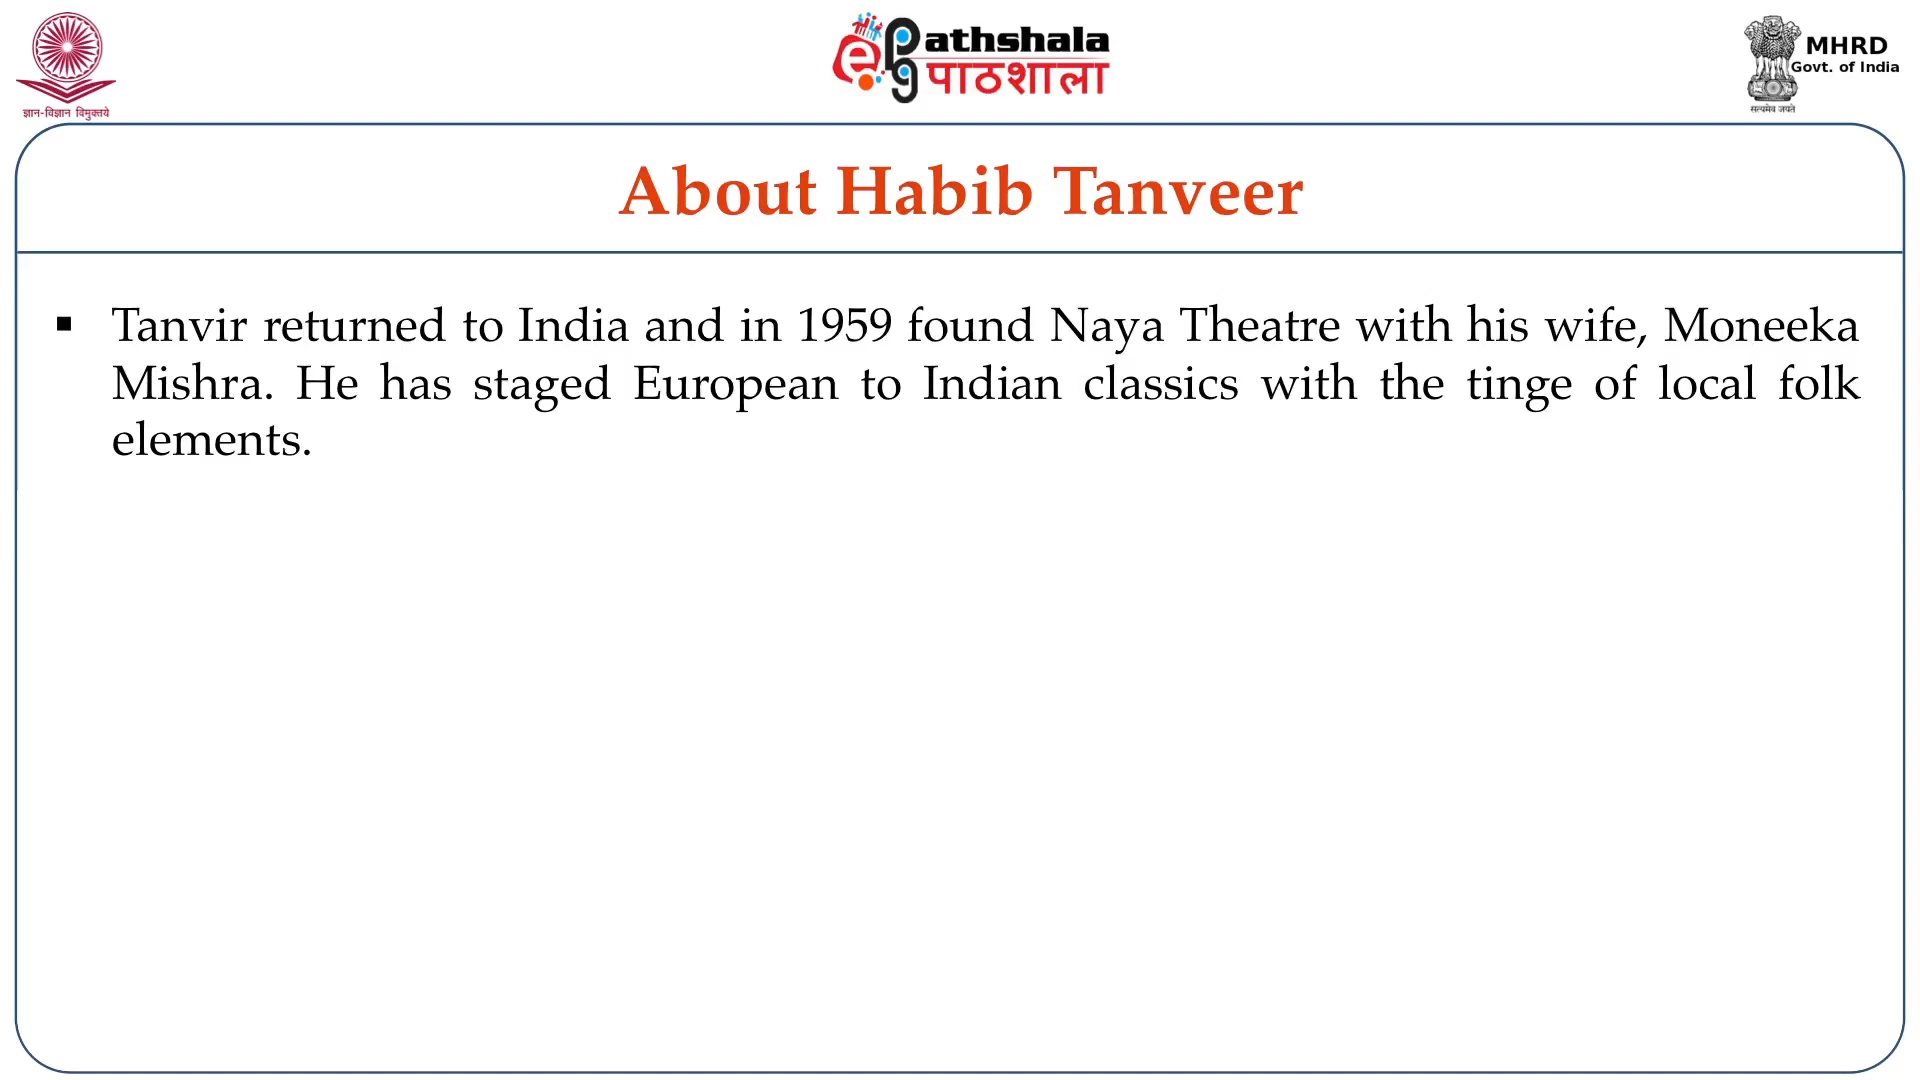 ज्ञान-विज्ञान विमुक्तये
e
pg
Pathshala
पाठशाला
MHRD
Govt. of India
सत्यमेव जयते
About Habib Tanveer
▪ Tanvir returned to India and in 1959 found Naya Theatre with his wife, Moneeka
Mishra. He has staged European to Indian classics with the tinge of local folk
elements.